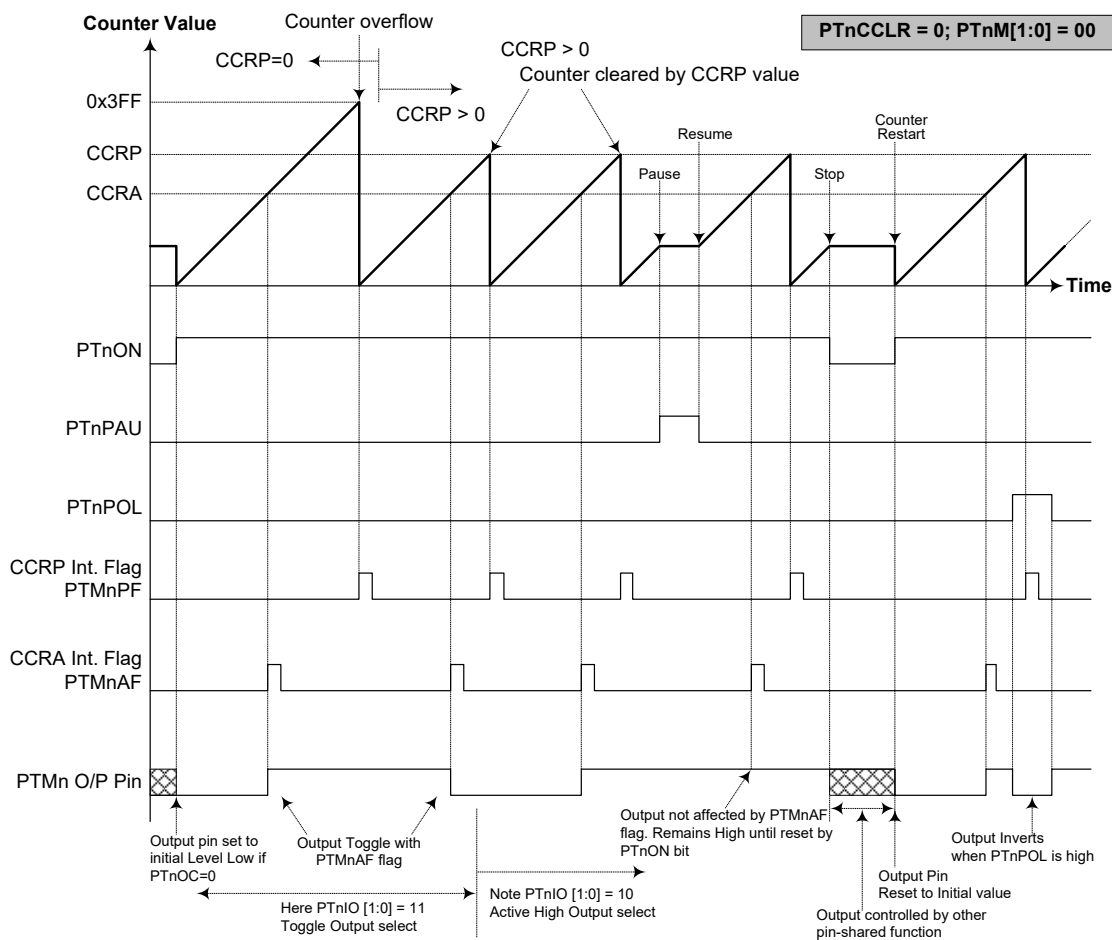 Counter Value
Counter overflow
PTnCCLR = 0; PTnM[1:0] = 00
CCRP=0
CCRP > 0
CCRP > 0
Counter cleared by CCRP value
0x3FF
CCRP
CCRA
Pause
Resume
Stop
Counter
Restart
Time
PTnON
PTnPAU
PTnPOL
CCRP Int. Flag
PTMnPF
CCRA Int. Flag
PTMnAF
PTMn O/P Pin
Output pin set to
initial Level Low if
PTnOC=0
Output Toggle with
PTMnAF flag
Here PTnIO [1:0] = 11
Toggle Output select
Note PTnIO [1:0] = 10
Active High Output select
Output not affected by PTMnAF
flag. Remains High until reset by
PTnON bit
Output controlled by other
pin-shared function
Output Pin
Reset to Initial value
Output Inverts
when PTnPOL is high